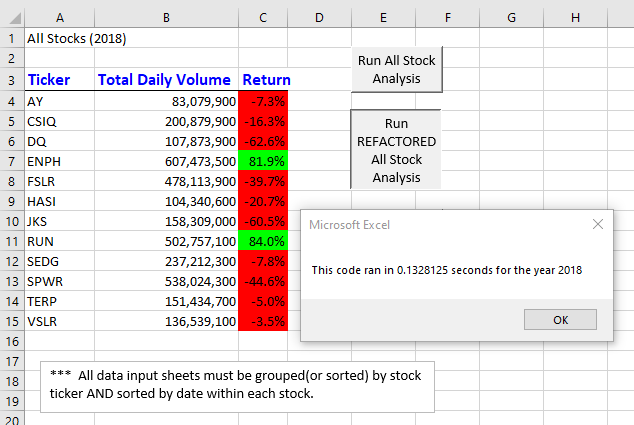 A B C D E F G H
1 All Stocks (2018)
2
3 Ticker Total Daily Volume Return
4 AY 83,079,900 -7.3%
5 CSIQ 200,879,900 -16.3%
6 DQ 107,873,900 -62.6%
7 ENPH 607,473,500 81.9%
8 FSLR 478,113,900 -39.7%
9 HASI 104,340,600 -20.7%
10 JKS 158,309,000 -60.5%
11 RUN 502,757,100 84.0%
12 SEDG 237,212,300 -7.8%
13 SPWR 538,024,300 -44.6%
14 TERP 151,434,700 -5.0%
15 VSLR 136,539,100 -3.5%
16
17
18
19
20
Run All Stock
Analysis
Run
REFACTORED
All Stock
Analysis
Microsoft Excel
This code ran in 0.1328125 seconds for the year 2018
OK
*** All data input sheets must be grouped(or sorted) by stock
ticker AND sorted by date within each stock.